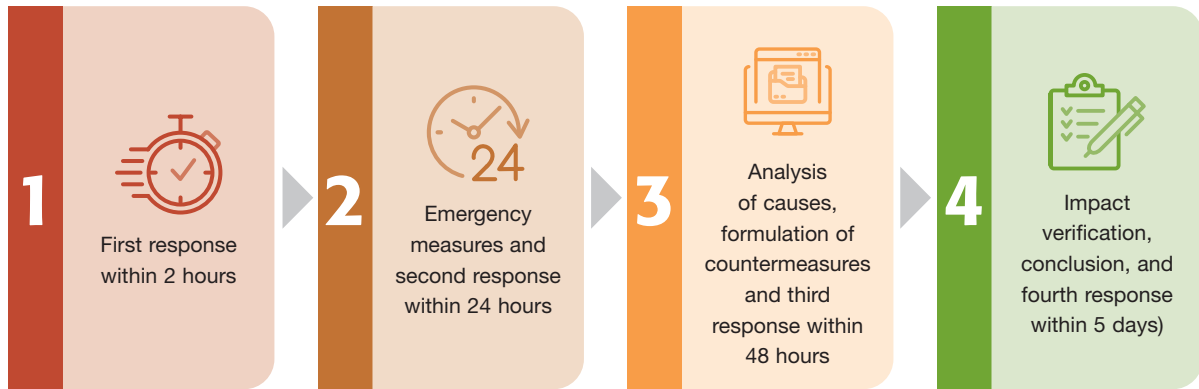 1
First response
within 2 hours
2
24
Emergency
measures and
second response
within 24 hours
3
Analysis
of causes,
formulation of
countermeasures
and third
response within
48 hours
4
Impact
verification,
conclusion, and
fourth response
within 5 days)